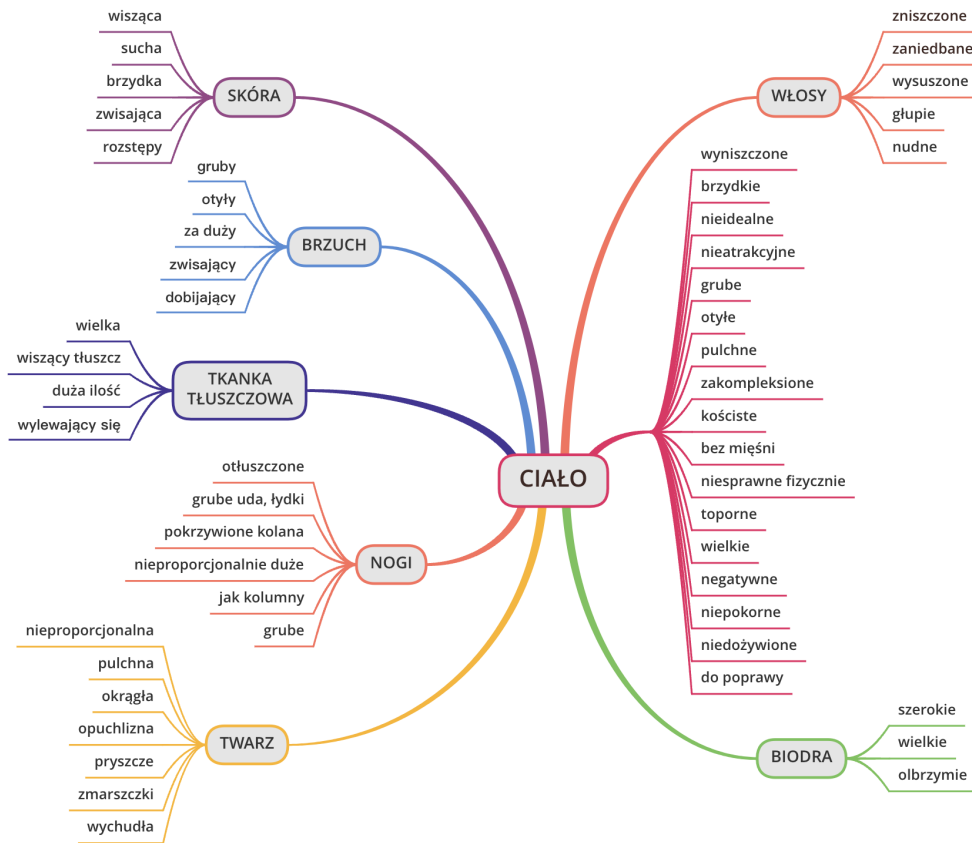 CIAŁO
SKÓRA
wisząca
sucha
brzydka
zwisająca
rozstępy
BRZUCH
gruby
otyły
za duży
zwisający
dobijający
TKANKA
TŁUSZCZOWA
wielka
wiszący tłuszcz
duża ilość
wylewający się
NOGI
otłuszczone
grube uda, łydki
pokrzywione kolana
nieproporcjonalnie duże
jak kolumny
grube
TWARZ
nieproporcjonalna
pulchna
okrągła
opuchlizna
pryszcze
zmarszczki
wychudła
WŁOSY
zniszczone
zaniedbane
wysuszone
głupie
nudne
wyniszczone
brzydkie
nieidealne
nieatrakcyjne
grube
otyłe
pulchne
zakompleksione
kościste
bez mięśni
niesprawne fizycznie
toporne
wielkie
negatywne
niepokorne
niedożywione
do poprawy
BIODRA
szerokie
wielkie
olbrzymie